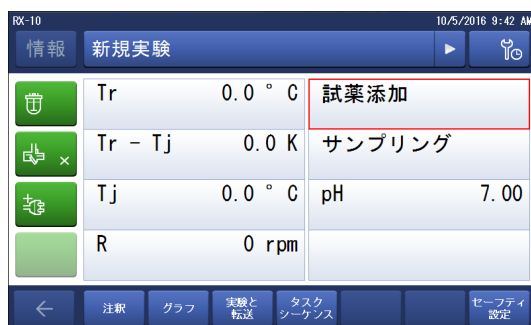 RX-10
10/5/2016 9:42 AM
情報
新規実験
Tr 0.0 ° C
試薬添加
Tr - Tj 0.0 K
サンプリング
Tj 0.0 ° C
pH 7.00
R 0 rpm
注釈
グラフ
実験と
転送
タス ク
シーケンス
セーフティ
設定